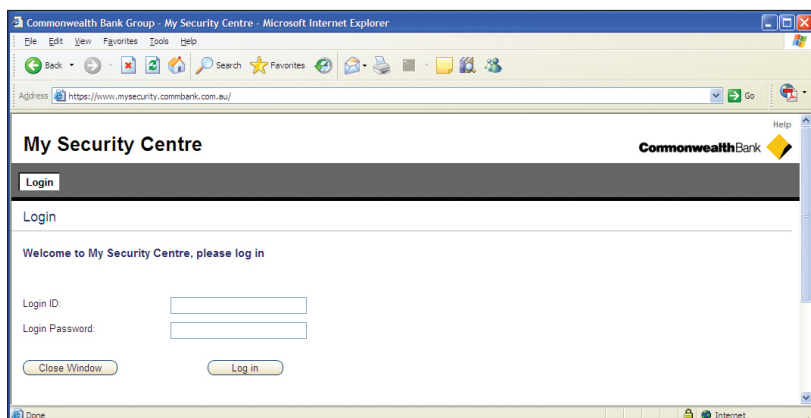 Commonwealth Bank Group - My Security Centre - Microsoft Internet Explorer
File Edit View Favorites Tools Help
Back Search Favorites
Address https://www.mysecurity.commbank.com.au/ Go
Help
My Security Centre CommonwealthBank
Login
Login
Welcome to My Security Centre, please log in
Login ID:
Login Password:
Close Window Log in
Done Internet